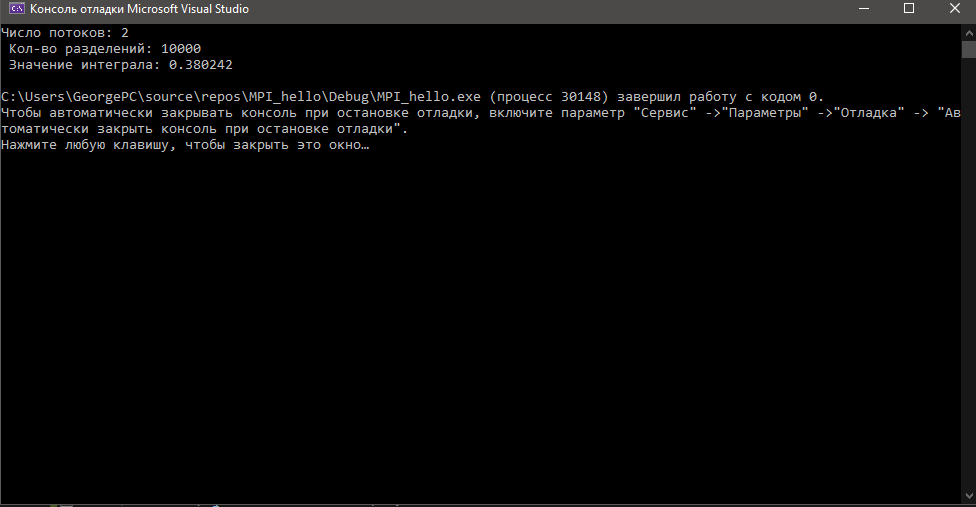 Консоль отладки Microsoft Visual Studio
Число потоков: 2
Кол-во разделений: 10000
Значение интеграла: 0.380242
C:\Users\GeorgePC\source\repos\MPI_hello\Debug\MPI_hello.exe (процесс 30148) завершил работу с кодом 0.
Чтобы автоматически закрывать консоль при остановке отладки, включите параметр "Сервис" ->"Параметры" ->"Отладка" -> "Ав
томатически закрыть консоль при остановке отладки".
Нажмите любую клавишу, чтобы закрыть это окно…